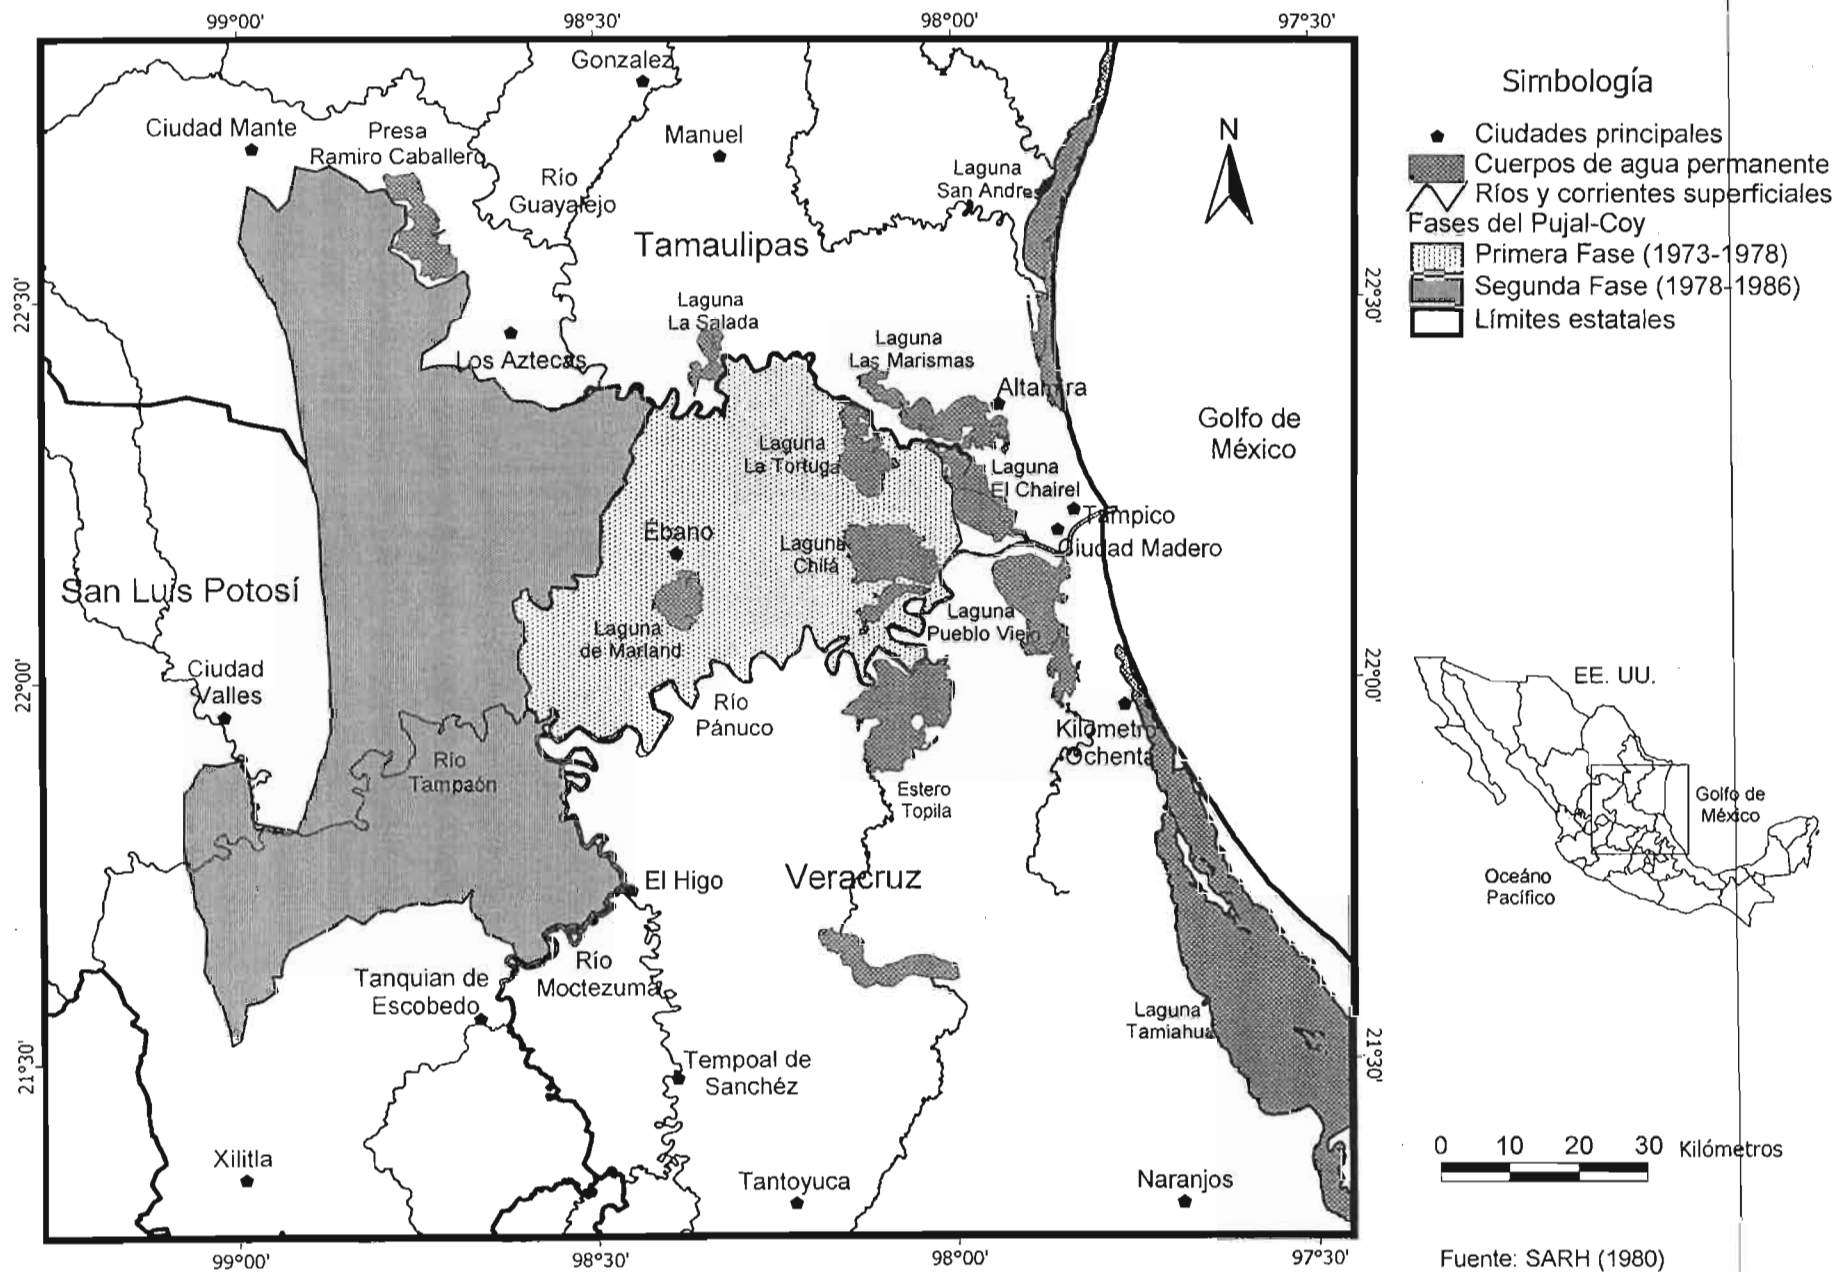 99°00'
98°30'
98°00'
97°30'
Gonzalez
Ciudad Mante
Presa
Ramiro Caballero
Manuel
Río
Guayalejo
Laguna
San Andres
N
Tamaulipas
22°30'
22°30'
Laguna
La Salada
Laguna
Las Marismas
Los Aztecas
Altamira
Golfo de
México
Laguna
La Tortuga
Laguna
El Chairel
Tampico
Ciudad Madero
Ébano
Laguna
Chila
San Luis Potosí
Laguna
de Marland
Laguna
Pueblo Viejo
Ciudad
Valles
22°00'
22°00'
Río
Pánuco
Kilometro
Ochenta
Río
Tampaón
Estero
Topila
El Higo
Veracruz
Río
Moctezuma
Tanquian de
Escobedo
Laguna
Tamiahua
21°30'
21°30'
Tempoal de
Sanchéz
Xilitla
Tantoyuca
Naranjos
99°00'
98°30'
98°00'
97°30'
Simbología
Ciudades principales
Cuerpos de agua permanente
Ríos y corrientes superficiales
Fases del Pujal-Coy
Primera Fase (1973-1978)
Segunda Fase (1978-1986)
Límites estatales
EE. UU.
Golfo de
México
Oceáno
Pacífico
0 10 20 30 Kilómetros
Fuente: SARH (1980)